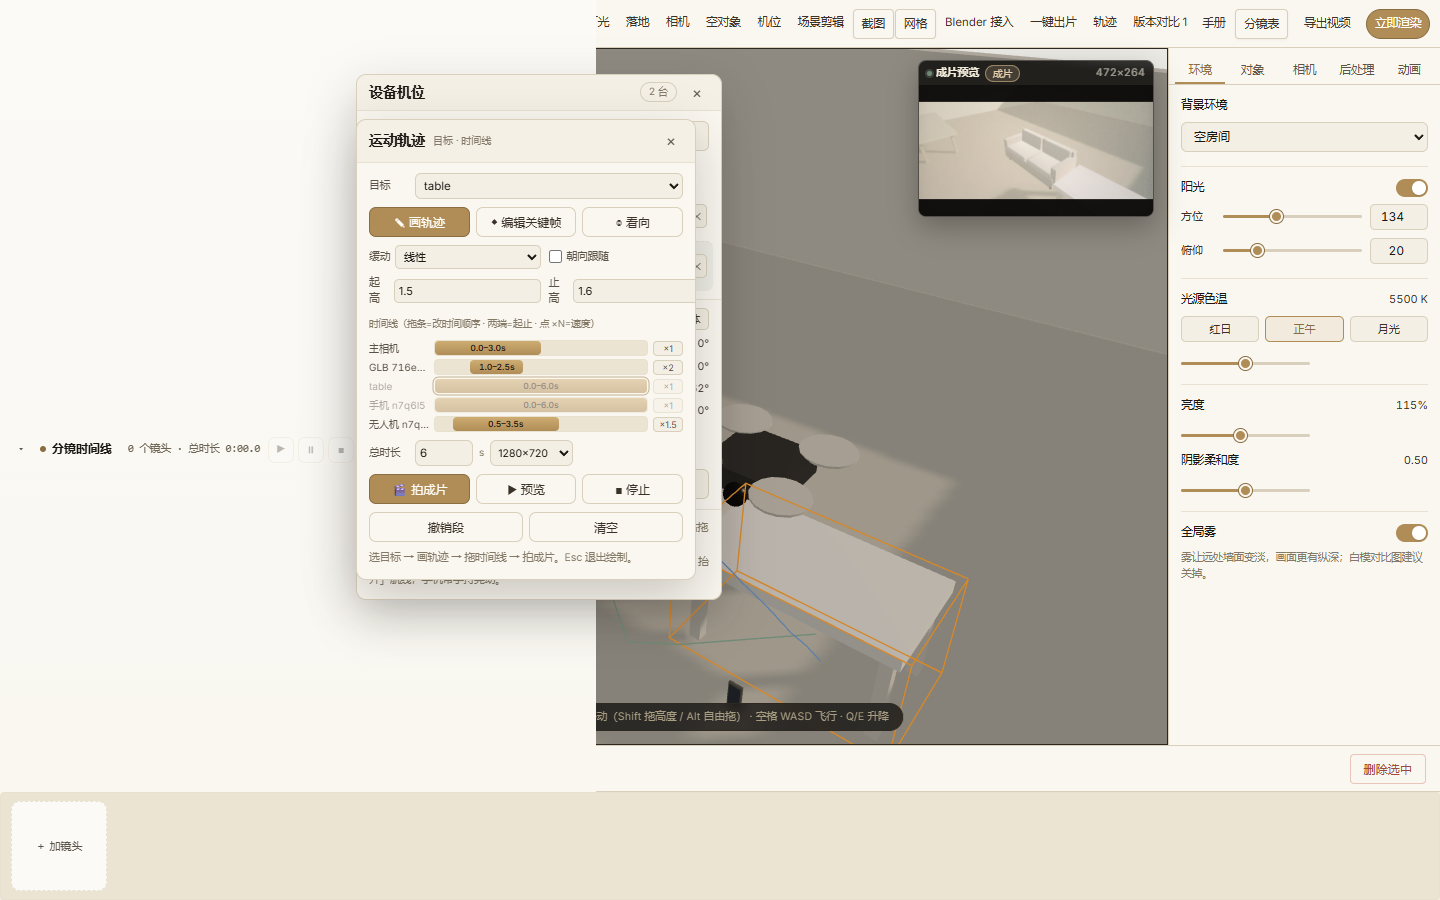 落地 相机 空对象 机位 场景剪辑 截图 网格 Blender 接入 一键出片 轨迹 版本对比 1 手册 分镜表 导出视频 立即渲染
设备机位 2 台 ×
运动轨迹 目标 · 时间线 ×
目标 table
画轨迹 编辑关键帧 看向
缓动 线性 朝向跟随
起高 1.5 止高 1.6
时间线（拖条=改时间顺序 · 两端=起止 · 点 ×N=速度）
主相机 0.0–3.0s ×1
GLB 716e... 1.0–2.5s ×2
table 0.0–6.0s ×1
手机 n7q6l5 0.0–6.0s ×1
无人机 n7q... 0.5–3.5s ×1.5
总时长 6 s 1280×720
拍成片 ▶ 预览 ■ 停止
撤销段 清空
选目标 → 画轨迹 → 拖时间线 → 拍成片。Esc 退出绘制。
0°
0°
2°
0°
拖
抬
成片预览 成片 472×264
动（Shift 拖高度 / Alt 自由拖） · 空格 WASD 飞行 · Q/E 升降
环境 对象 相机 后处理 动画
背景环境
空房间
阳光
方位 134
俯仰 20
光源色温 5500 K
红日 正午 月光
亮度 115%
阴影柔和度 0.50
全局雾
雾让远处墙面变淡，画面更有纵深；白模对比图建议
关掉。
分镜时间线 0 个镜头 · 总时长 0:00.0
删除选中
+ 加镜头